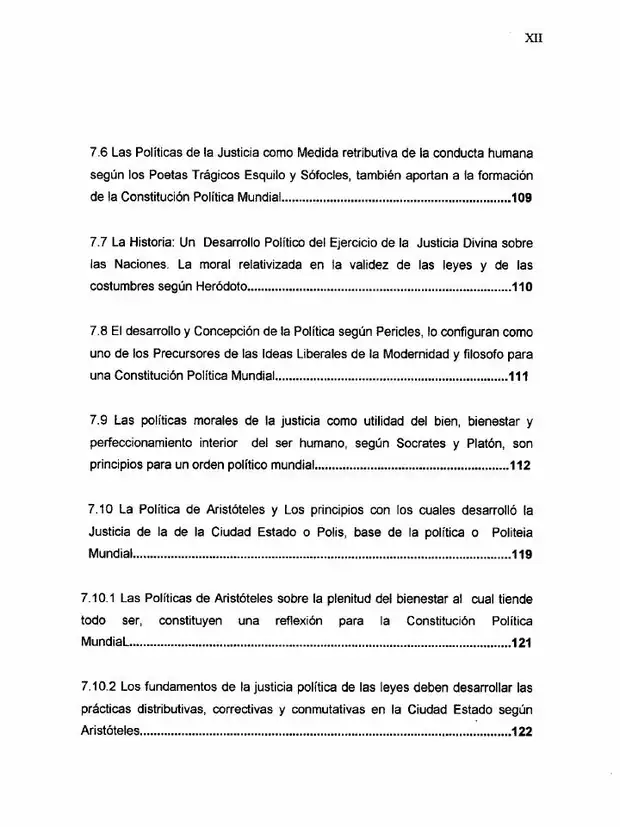 XII
7.6 Las Políticas de la Justicia como Medida retributiva de la conducta humana
según los Poetas Trágicos Esquilo y Sófocles, también aportan a la formación
de la Constitución Política Mundial....................................................................109
7.7 La Historia: Un Desarrollo Político del Ejercicio de la Justicia Divina sobre
las Naciones. La moral relativizada en la validez de las leyes y de las
costumbres según Heródoto..............................................................................110
7.8 El desarrollo y Concepción de la Política según Pericles, lo configuran como
uno de los Precursores de las Ideas Liberales de la Modernidad y filosofo para
una Constitución Política Mundial.....................................................................111
7.9 Las políticas morales de la justicia como utilidad del bien, bienestar y
perfeccionamiento interior del ser humano, según Socrates y Platón, son
principios para un orden político mundial.........................................................112
7.10 La Política de Aristóteles y Los principios con los cuales desarrolló la
Justicia de la de la Ciudad Estado o Polis, base de la política o Politeia
Mundial................................................................................................................119
7.10.1 Las Políticas de Aristóteles sobre la plenitud del bienestar al cual tiende
todo ser, constituyen una reflexión para la Constitución Política
Mundial.................................................................................................................121
7.10.2 Los fundamentos de la justicia política de las leyes deben desarrollar las
prácticas distributivas, correctivas y conmutativas en la Ciudad Estado según
Aristóteles..............................................................................................................122